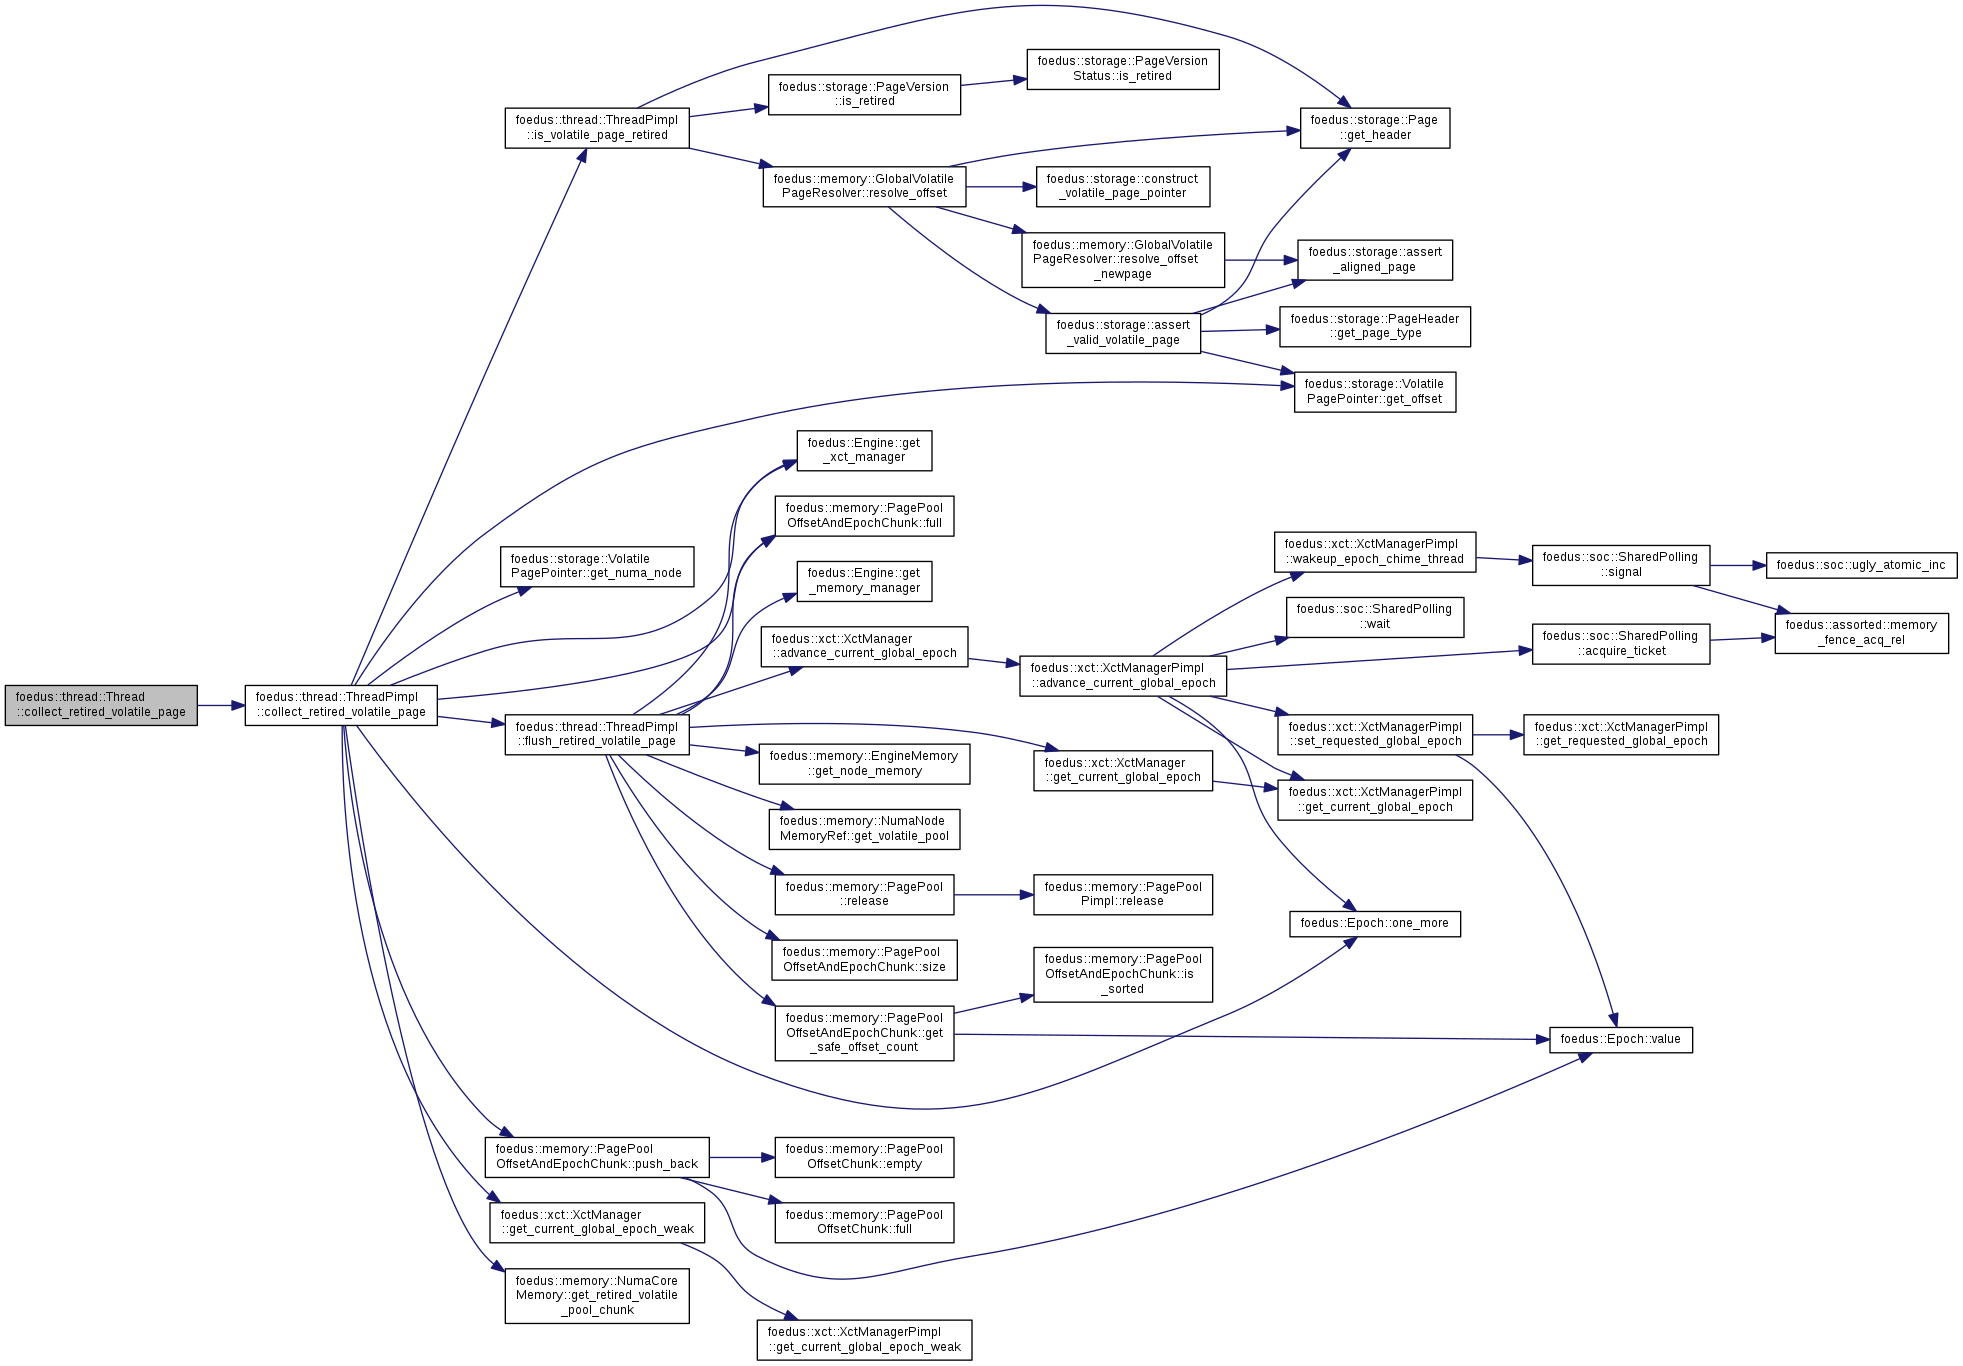 foedus::storage::PageVersion
Status::is_retired
foedus::storage::PageVersion
::is_retired
foedus::thread::ThreadPimpl
::is_volatile_page_retired
foedus::storage::Page
::get_header
foedus::memory::GlobalVolatile
PageResolver::resolve_offset
foedus::storage::construct
_volatile_page_pointer
foedus::memory::GlobalVolatile
PageResolver::resolve_offset
_newpage
foedus::storage::assert
_aligned_page
foedus::storage::assert
_valid_volatile_page
foedus::storage::PageHeader
::get_page_type
foedus::storage::Volatile
PagePointer::get_offset
foedus::Engine::get
_xct_manager
foedus::memory::PagePool
OffsetAndEpochChunk::full
foedus::storage::Volatile
PagePointer::get_numa_node
foedus::Engine::get
_memory_manager
foedus::xct::XctManagerPimpl
::wakeup_epoch_chime_thread
foedus::soc::SharedPolling
::signal
foedus::soc::ugly_atomic_inc
foedus::soc::SharedPolling
::wait
foedus::assorted::memory
_fence_acq_rel
foedus::xct::XctManager
::advance_current_global_epoch
foedus::soc::SharedPolling
::acquire_ticket
foedus::xct::XctManagerPimpl
::advance_current_global_epoch
foedus::thread::Thread
::collect_retired_volatile_page
foedus::thread::ThreadPimpl
::collect_retired_volatile_page
foedus::thread::ThreadPimpl
::flush_retired_volatile_page
foedus::xct::XctManagerPimpl
::set_requested_global_epoch
foedus::xct::XctManagerPimpl
::get_requested_global_epoch
foedus::memory::EngineMemory
::get_node_memory
foedus::xct::XctManager
::get_current_global_epoch
foedus::xct::XctManagerPimpl
::get_current_global_epoch
foedus::memory::NumaNode
MemoryRef::get_volatile_pool
foedus::memory::PagePool
::release
foedus::memory::PagePool
Pimpl::release
foedus::Epoch::one_more
foedus::memory::PagePool
OffsetAndEpochChunk::size
foedus::memory::PagePool
OffsetAndEpochChunk::is
_sorted
foedus::memory::PagePool
OffsetAndEpochChunk::get
_safe_offset_count
foedus::Epoch::value
foedus::memory::PagePool
OffsetAndEpochChunk::push_back
foedus::memory::PagePool
OffsetChunk::empty
foedus::xct::XctManager
::get_current_global_epoch_weak
foedus::memory::PagePool
OffsetChunk::full
foedus::memory::NumaCore
Memory::get_retired_volatile
_pool_chunk
foedus::xct::XctManagerPimpl
::get_current_global_epoch_weak